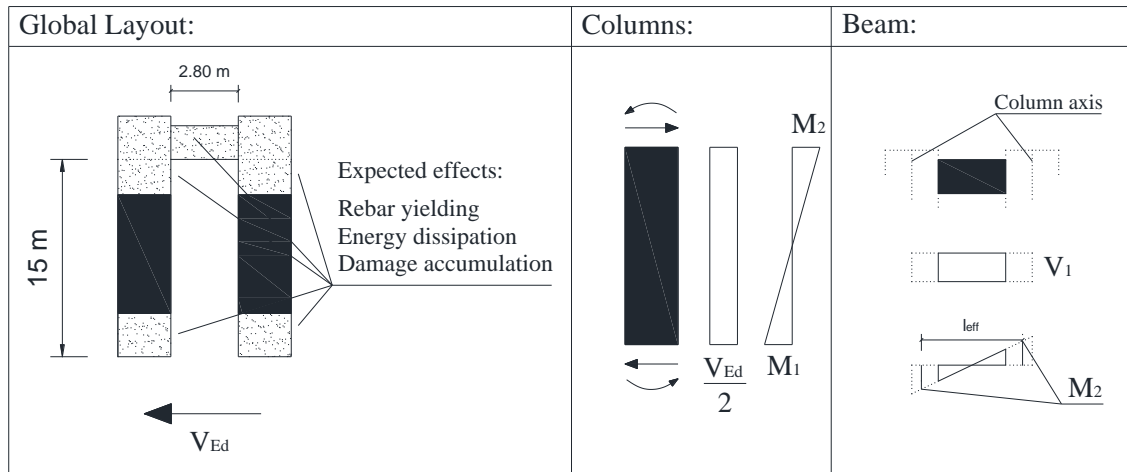 Global Layout:
Columns:
Beam:
2.80 m
15 m
Expected effects:
Rebar yielding
Energy dissipation
Damage accumulation
VEd
M2
VEd
2
M1
Column axis
V1
leff
M2